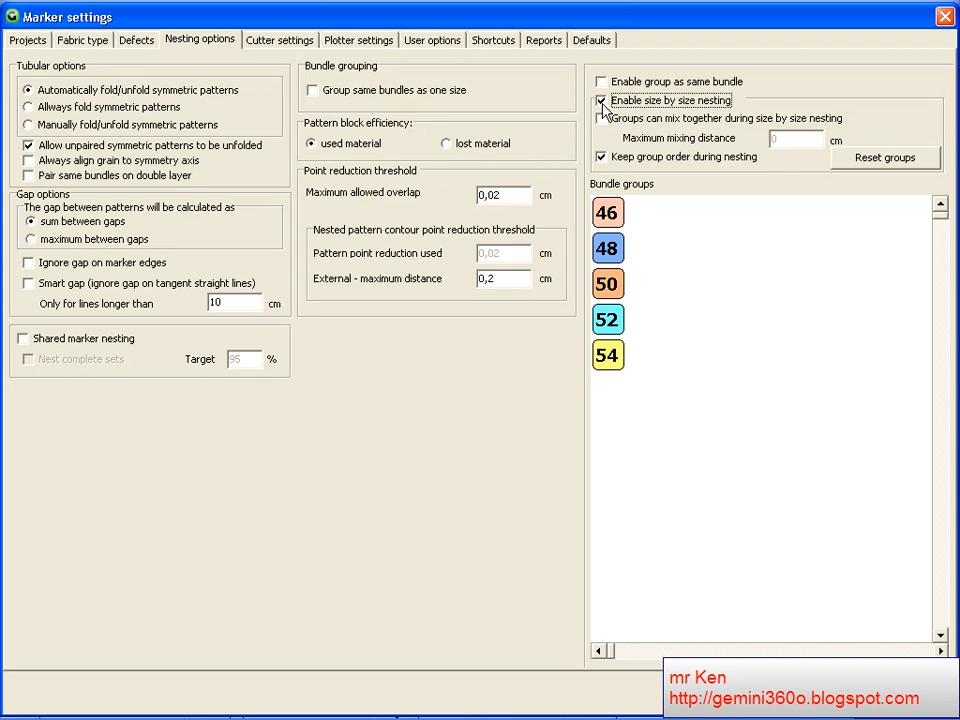 Marker settings
Projects Fabric type Defects Nesting options Cutter settings Plotter settings User options Shortcuts Reports Defaults
Tubular options
Automatically fold/unfold symmetric patterns
Allways fold symmetric patterns
Manually fold/unfold symmetric patterns
Allow unpaired symmetric patterns to be unfolded
Always align grain to symmetry axis
Pair same bundles on double layer
Gap options
The gap between patterns will be calculated as
sum between gaps
maximum between gaps
Ignore gap on marker edges
Smart gap (ignore gap on tangent straight lines)
Only for lines longer than 10 cm
Shared marker nesting
Nest complete sets Target 95 %
Bundle grouping
Group same bundles as one size
Pattern block efficiency:
used material lost material
Point reduction threshold
Maximum allowed overlap 0,02 cm
Nested pattern contour point reduction threshold
Pattern point reduction used 0,02 cm
External - maximum distance 0,2 cm
Enable group as same bundle
Enable size by size nesting
Groups can mix together during size by size nesting
Maximum mixing distance 0 cm
Keep group order during nesting Reset groups
Bundle groups
46
48
50
52
54
mr Ken
http://gemini360o.blogspot.com